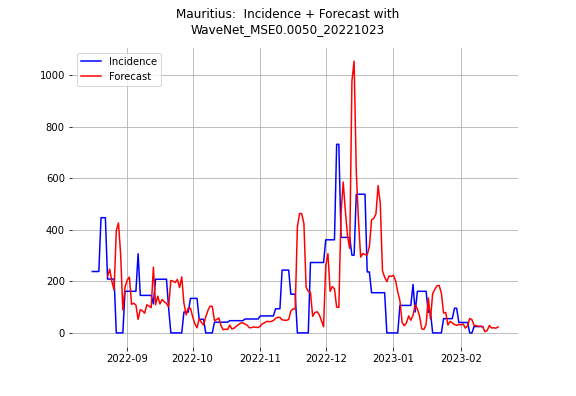 Mauritius:  Incidence + Forecast with
WaveNet_MSE0.0050_20221023
Incidence
Forecast
1000
800
600
400
200
0
2022-09 2022-10 2022-11 2022-12 2023-01 2023-02